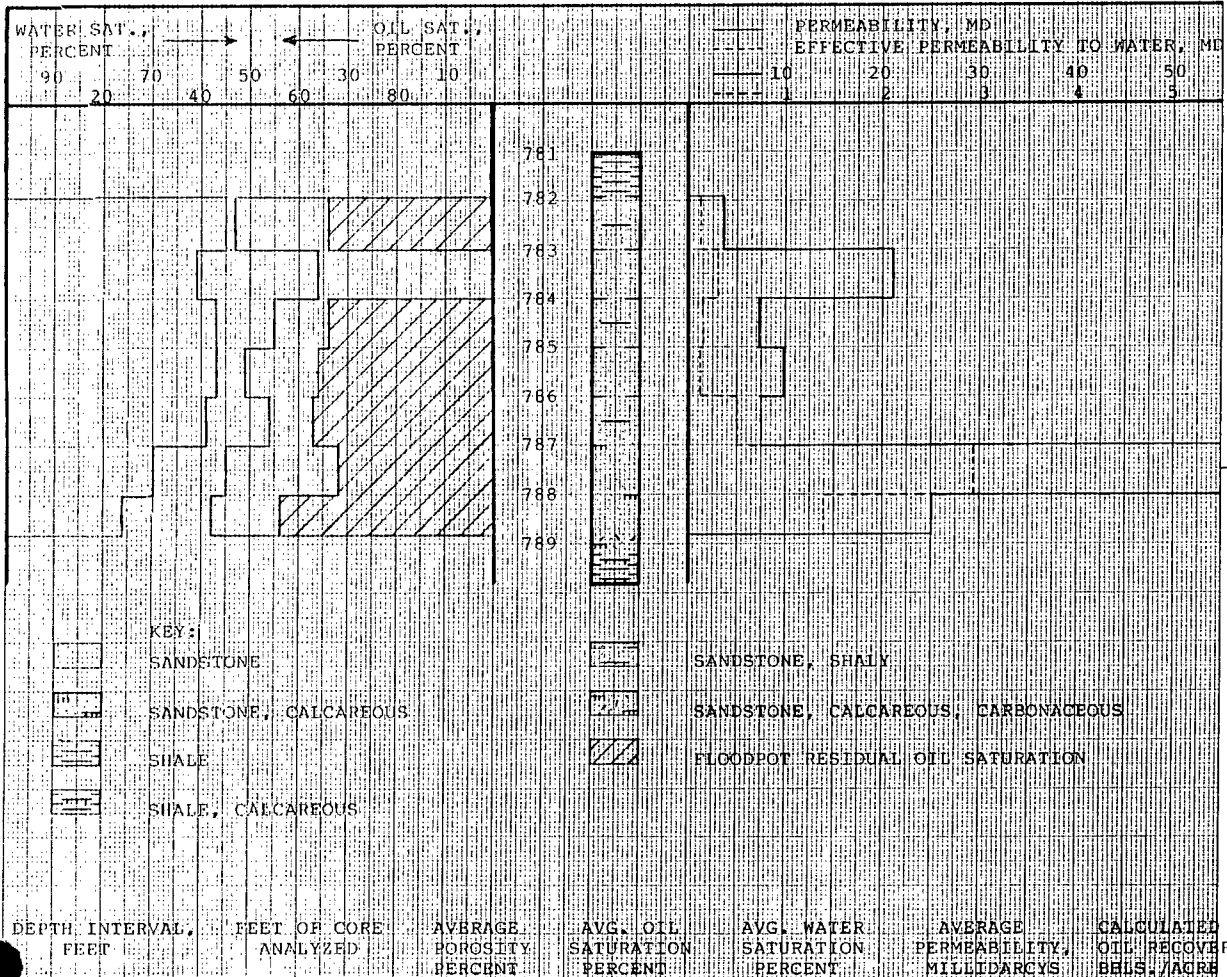 WATER SAT.,
PERCENT
OIL SAT.,
PERCENT
PERMEABILITY, MD
EFFECTIVE PERMEABILITY TO WATER, MD
90 70 50 30 10
10 20 30 40 50
20 40 60 80
1 2 3 4 5
781
782
783
784
785
786
787
788
789
KEY:
SANDSTONE
SANDSTONE, SHALY
SANDSTONE, CALCAREOUS
SANDSTONE, CALCAREOUS, CARBONACEOUS
SHALE
FLOODPOT RESIDUAL OIL SATURATION
SHALE, CALCAREOUS
DEPTH INTERVAL,
FEET
FEET OF CORE
ANALYZED
AVERAGE
POROSITY
PERCENT
AVG. OIL
SATURATION
PERCENT
AVG. WATER
SATURATION
PERCENT
AVERAGE
PERMEABILITY,
MILLIDARCYS
CALCULATED
OIL RECOVER
BBLS./ACRE